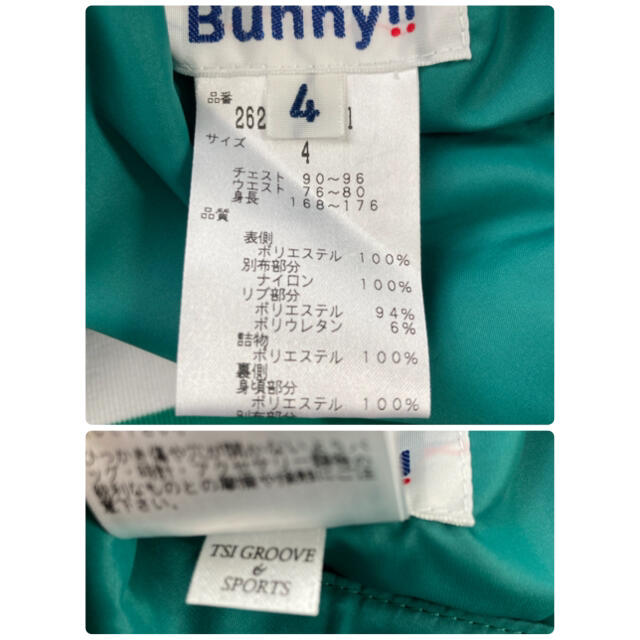 Bunny!!
品番
262 1
4
サイズ
4
チェスト 90～96
ウエスト 76～80
身長 168～176
品質
表側
ポリエステル 100%
別布部分
ナイロン 100%
リブ部分
ポリエステル 94%
ポリウレタン 6%
詰物
ポリエステル 100%
裏側
身頃部分
ポリエステル 100%
別布部分
!!
TSI GROOVE
&
SPORTS